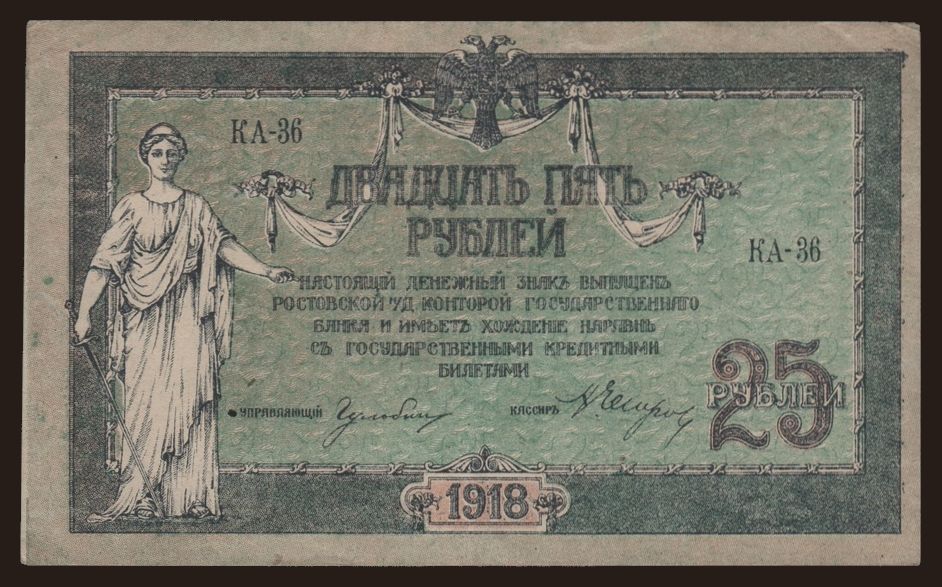 КА-36
ДВАДЦАТЬ ПЯТЬ
РУБЛЕЙ
КА-36
НАСТОЯЩІЙ ДЕНЕЖНЫЙ ЗНАКЪ ВЫПУЩЕНЪ
РОСТОВСКОЙ н/Д КОНТОРОЙ ГОСУДАРСТВЕННАГО
БАНКА И ИМѢЕТЪ ХОЖДЕНІЕ НАРАВНѢ
СЪ ГОСУДАРСТВЕННЫМИ КРЕДИТНЫМИ
БИЛЕТАМИ
25
РУБЛЕЙ
УПРАВЛЯЮЩІЙ КАССИРЪ
1918